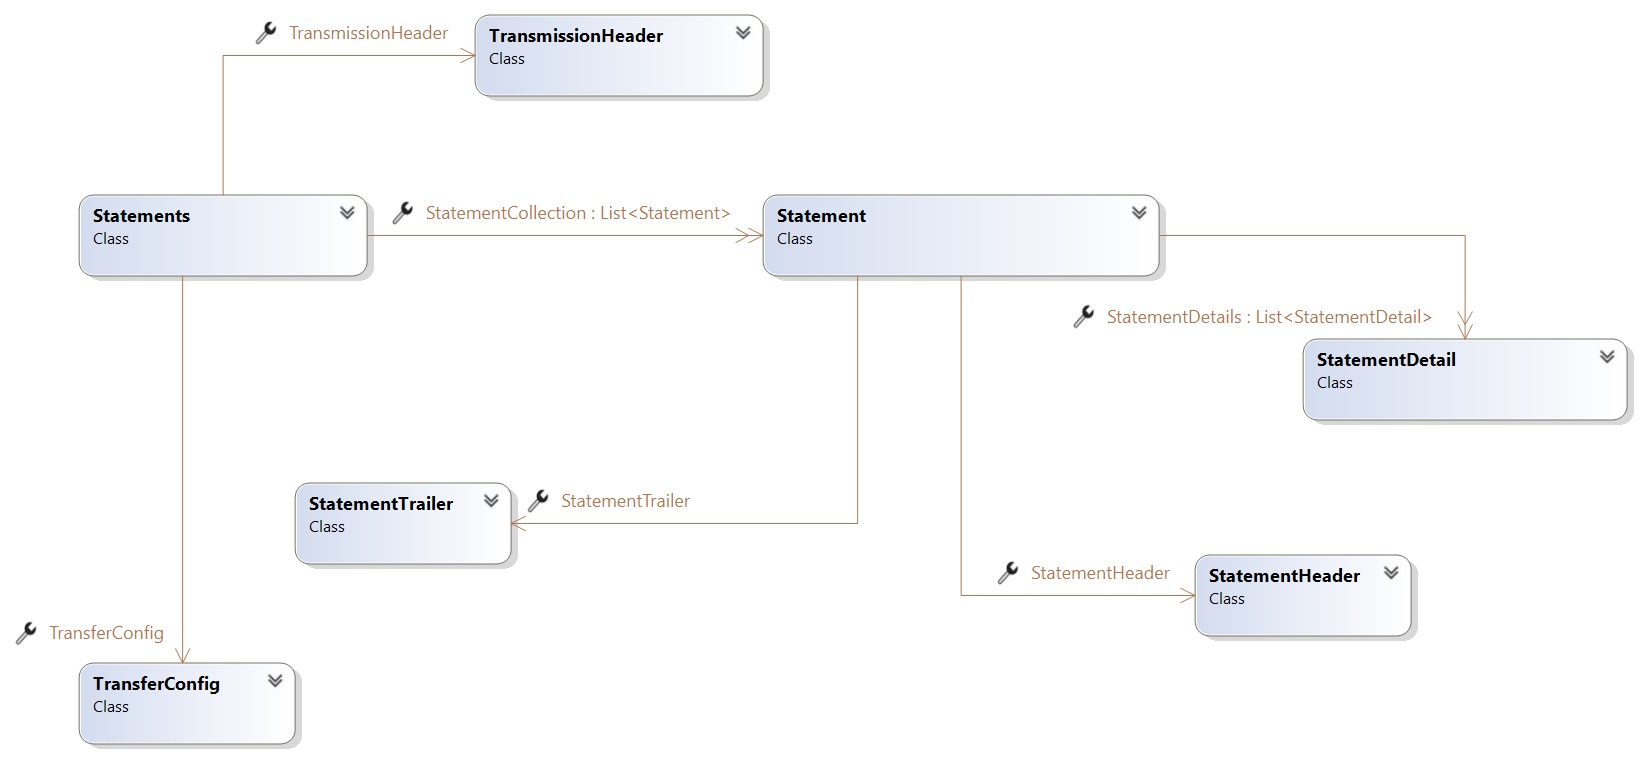 TransmissionHeader
TransmissionHeader
Class
Statements
Class
StatementCollection : List<Statement>
Statement
Class
StatementDetails : List<StatementDetail>
StatementDetail
Class
StatementTrailer
Class
StatementTrailer
StatementHeader
StatementHeader
Class
TransferConfig
TransferConfig
Class